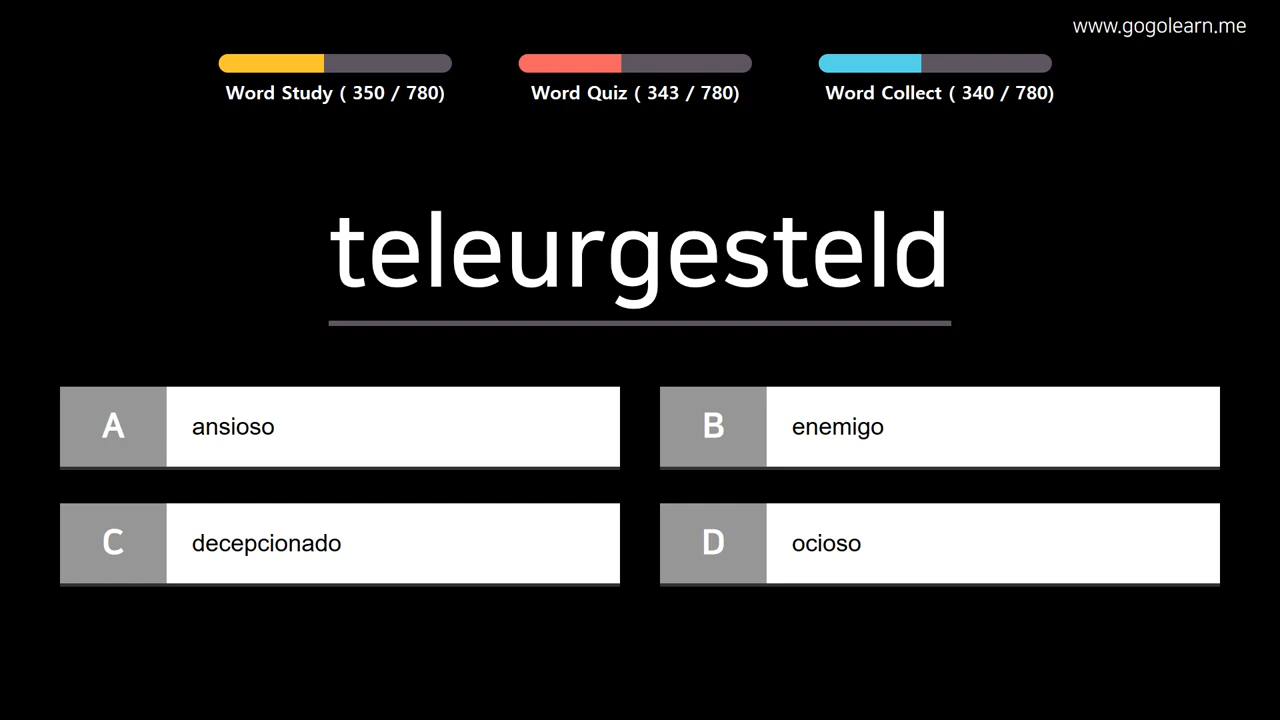 www.gogolearn.me
Word Study ( 350 / 780)
Word Quiz ( 343 / 780)
Word Collect ( 340 / 780)
teleurgesteld
A ansioso
B enemigo
C decepcionado
D ocioso